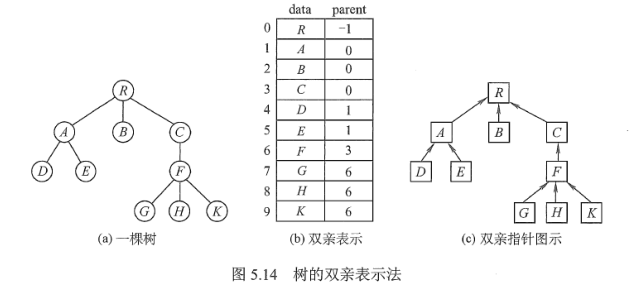 data parent
0 R −1
1 A 0
2 B 0
3 C 0
4 D 1
5 E 1
6 F 3
7 G 6
8 H 6
9 K 6
R
A B C
D E F
G H K
(a) 一棵树
(b) 双亲表示
R
A B C
D E F
G H K
(c) 双亲指针图示
图 5.14 树的双亲表示法